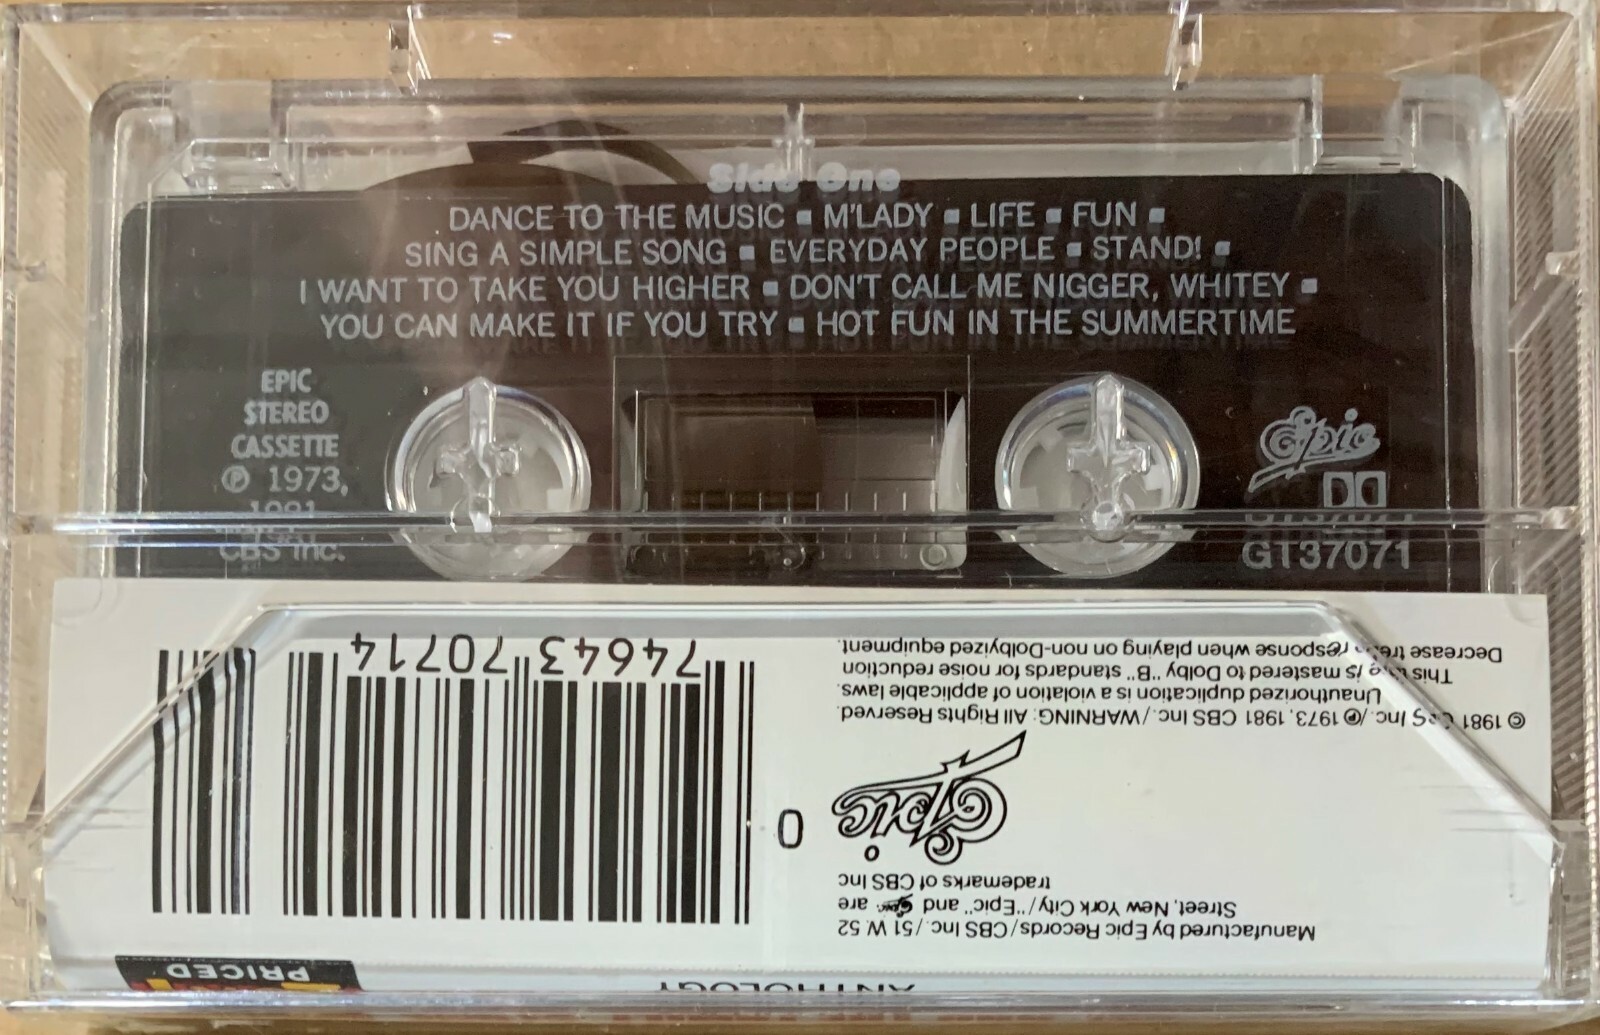 Side One
DANCE TO THE MUSIC ▪ M'LADY ▪ LIFE ▪ FUN ▪
SING A SIMPLE SONG ▪ EVERYDAY PEOPLE ▪ STAND! ▪
I WANT TO TAKE YOU HIGHER ▪ DON'T CALL ME NIGGER, WHITEY ▪
YOU CAN MAKE IT IF YOU TRY ▪ HOT FUN IN THE SUMMERTIME
EPIC
STEREO
CASSETTE
℗ 1973,
1981
CBS Inc.
Epic
GT37071
ANTHOLOGY
PRICED
Manufactured by Epic Records/CBS Inc./51 W. 52
Street, New York City/"Epic" and Epic are
trademarks of CBS Inc
Epic
© 1981 CBS Inc./℗ 1973, 1981 CBS Inc./WARNING: All Rights Reserved.
Unauthorized duplication is a violation of applicable laws.
This is mastered to Dolby "B" standards for noise reduction
Decrease response when playing on non-Dolbyized equipment.
0
74643 70714